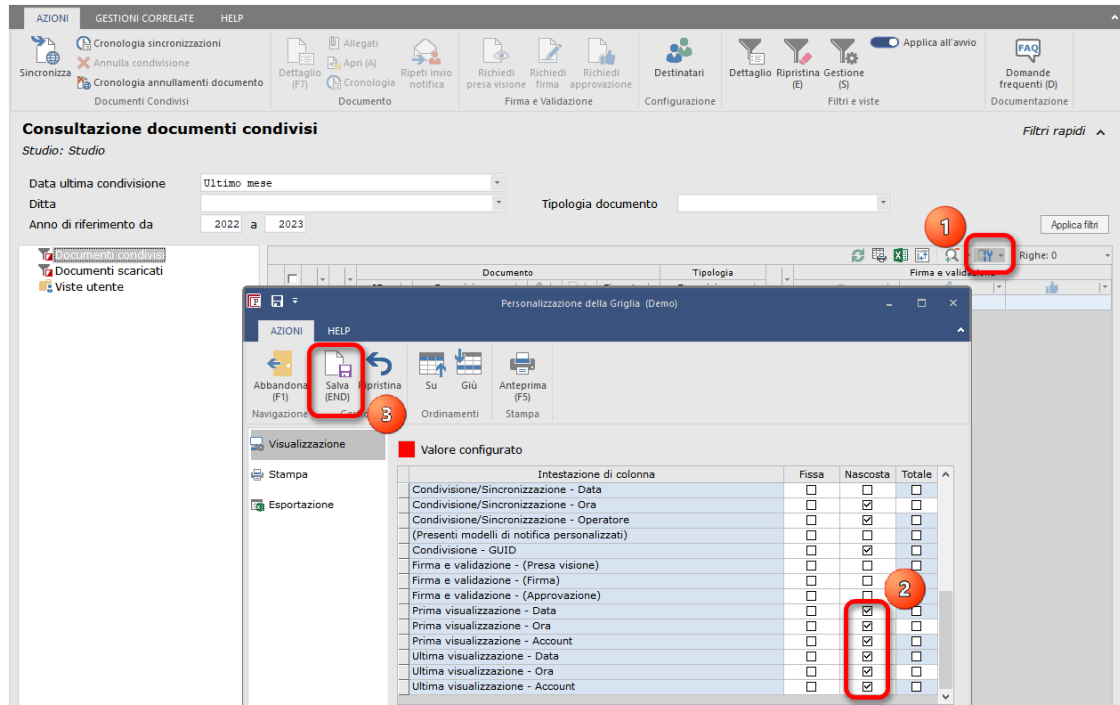 AZIONI GESTIONI CORRELATE HELP
Sincronizza
Cronologia sincronizzazioni
Annulla condivisione
Cronologia annullamenti documento
Documenti Condivisi
Dettaglio
(F7)
Allegati
Apri (A)
Cronologia
Ripeti invio
notifica
Documento
Richiedi
presa visione
Richiedi
firma
Richiedi
approvazione
Firma e Validazione
Destinatari
Configurazione
Dettaglio
Ripristina
(E)
Gestione
(S)
Applica all'avvio
Filtri e viste
FAQ
Domande
frequenti (D)
Documentazione
Consultazione documenti condivisi
Filtri rapidi
Studio: Studio
Data ultima condivisione Ultimo mese
Ditta Tipologia documento
Anno di riferimento da 2022 a 2023
Applica filtri
1
Documenti condivisi
Documenti scaricati
Viste utente
Righe: 0
Documento Tipologia Firma e validazione
Personalizzazione della Griglia (Demo)
AZIONI HELP
Abbandona
(F1)
Navigazione
Salva
(END)
Ripristina
3
Su Giù
Ordinamenti
Anteprima
(F5)
Stampa
Visualizzazione
Stampa
Esportazione
Valore configurato
Intestazione di colonna Fissa Nascosta Totale
Condivisione/Sincronizzazione - Data
Condivisione/Sincronizzazione - Ora
Condivisione/Sincronizzazione - Operatore
(Presenti modelli di notifica personalizzati)
Condivisione - GUID
Firma e validazione - (Presa visione)
Firma e validazione - (Firma)
Firma e validazione - (Approvazione)
2
Prima visualizzazione - Data
Prima visualizzazione - Ora
Prima visualizzazione - Account
Ultima visualizzazione - Data
Ultima visualizzazione - Ora
Ultima visualizzazione - Account